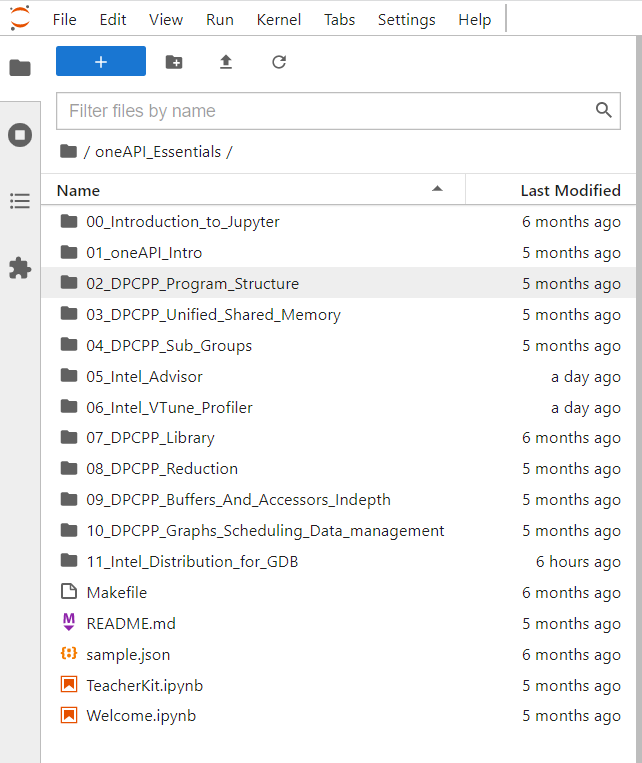 File Edit View Run Kernel Tabs Settings Help
Filter files by name
/ oneAPI_Essentials /
Name Last Modified
00_Introduction_to_Jupyter 6 months ago
01_oneAPI_Intro 5 months ago
02_DPCPP_Program_Structure 5 months ago
03_DPCPP_Unified_Shared_Memory 5 months ago
04_DPCPP_Sub_Groups 5 months ago
05_Intel_Advisor a day ago
06_Intel_VTune_Profiler a day ago
07_DPCPP_Library 6 months ago
08_DPCPP_Reduction 5 months ago
09_DPCPP_Buffers_And_Accessors_Indepth 5 months ago
10_DPCPP_Graphs_Scheduling_Data_management 5 months ago
11_Intel_Distribution_for_GDB 6 hours ago
Makefile 6 months ago
README.md 5 months ago
sample.json 6 months ago
TeacherKit.ipynb 5 months ago
Welcome.ipynb 5 months ago